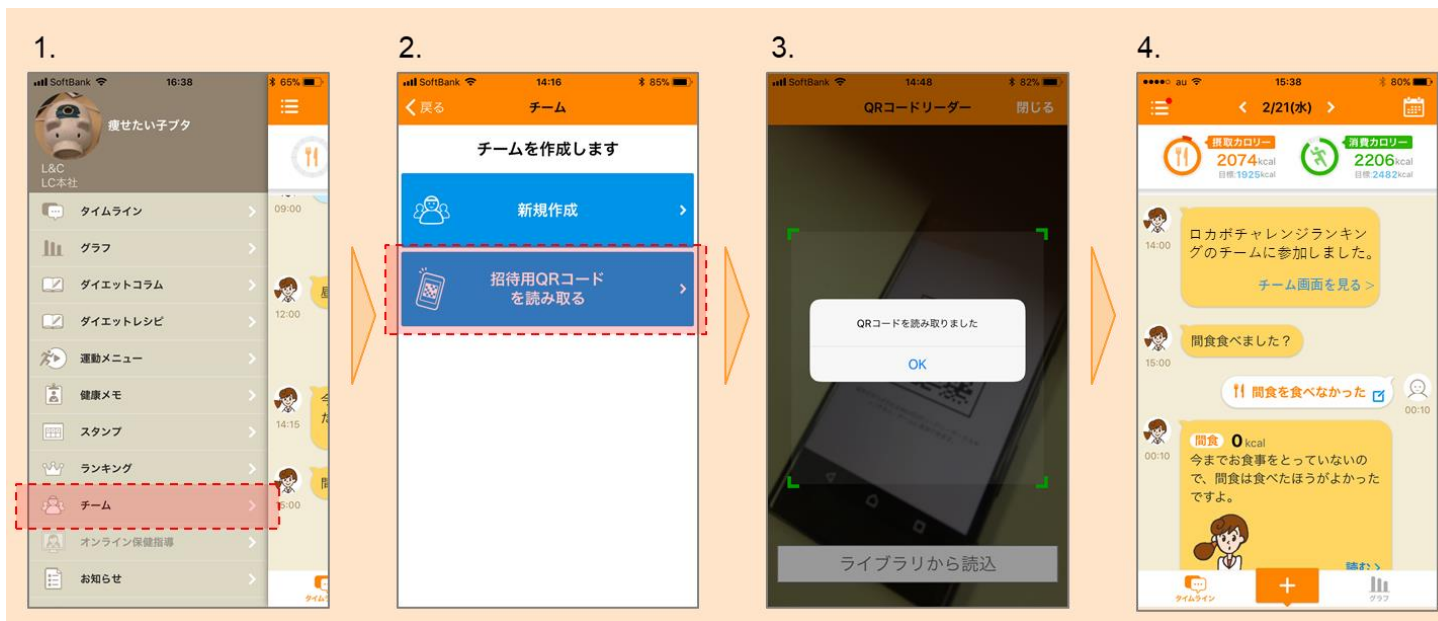 1.
SoftBank 16:38 65%
痩せたい子ブタ
L&C
LC本社
タイムライン
グラフ
ダイエットコラム
ダイエットレシピ
運動メニュー
健康メモ
スタンプ
ランキング
チーム
オンライン保健指導
お知らせ
09:00
12:00
14:15
15:00
2.
SoftBank 14:16 85%
戻る チーム
チームを作成します
新規作成
招待用QRコード
を読み取る
3.
SoftBank 14:48 82%
QRコードリーダー 閉じる
QRコードを読み取りました
OK
ライブラリから読込
4.
au 15:38 80%
2/21(水)
摂取カロリー
2074kcal
目標:1925kcal
消費カロリー
2206kcal
目標:2482kcal
14:00
ロカボチャレンジランキン
グのチームに参加しました。
チーム画面を見る >
間食食べました？
15:00
間食を食べなかった
00:10
00:10
間食 0kcal
今までお食事をとっていないの
で、間食は食べたほうがよかった
ですよ。
読む >
タイムライン
+
グラフ